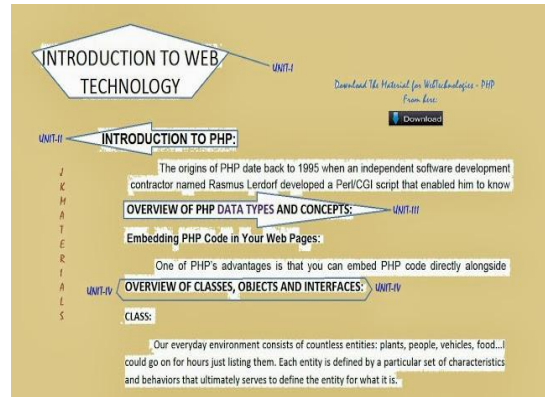 INTRODUCTION TO WEB
TECHNOLOGY
UNIT-I
Download The Material for WebTechnologies - PHP
From here:
Download
UNIT-II
INTRODUCTION TO PHP:
JKMATERIALS
The origins of PHP date back to 1995 when an independent software development
contractor named Rasmus Lerdorf developed a Perl/CGI script that enabled him to know
OVERVIEW OF PHP DATA TYPES AND CONCEPTS:
UNIT-III
Embedding PHP Code in Your Web Pages:
One of PHP's advantages is that you can embed PHP code directly alongside
UNIT-IV
OVERVIEW OF CLASSES, OBJECTS AND INTERFACES:
UNIT-IV
CLASS:
Our everyday environment consists of countless entities: plants, people, vehicles, food...I
could go on for hours just listing them. Each entity is defined by a particular set of characteristics
and behaviors that ultimately serves to define the entity for what it is.